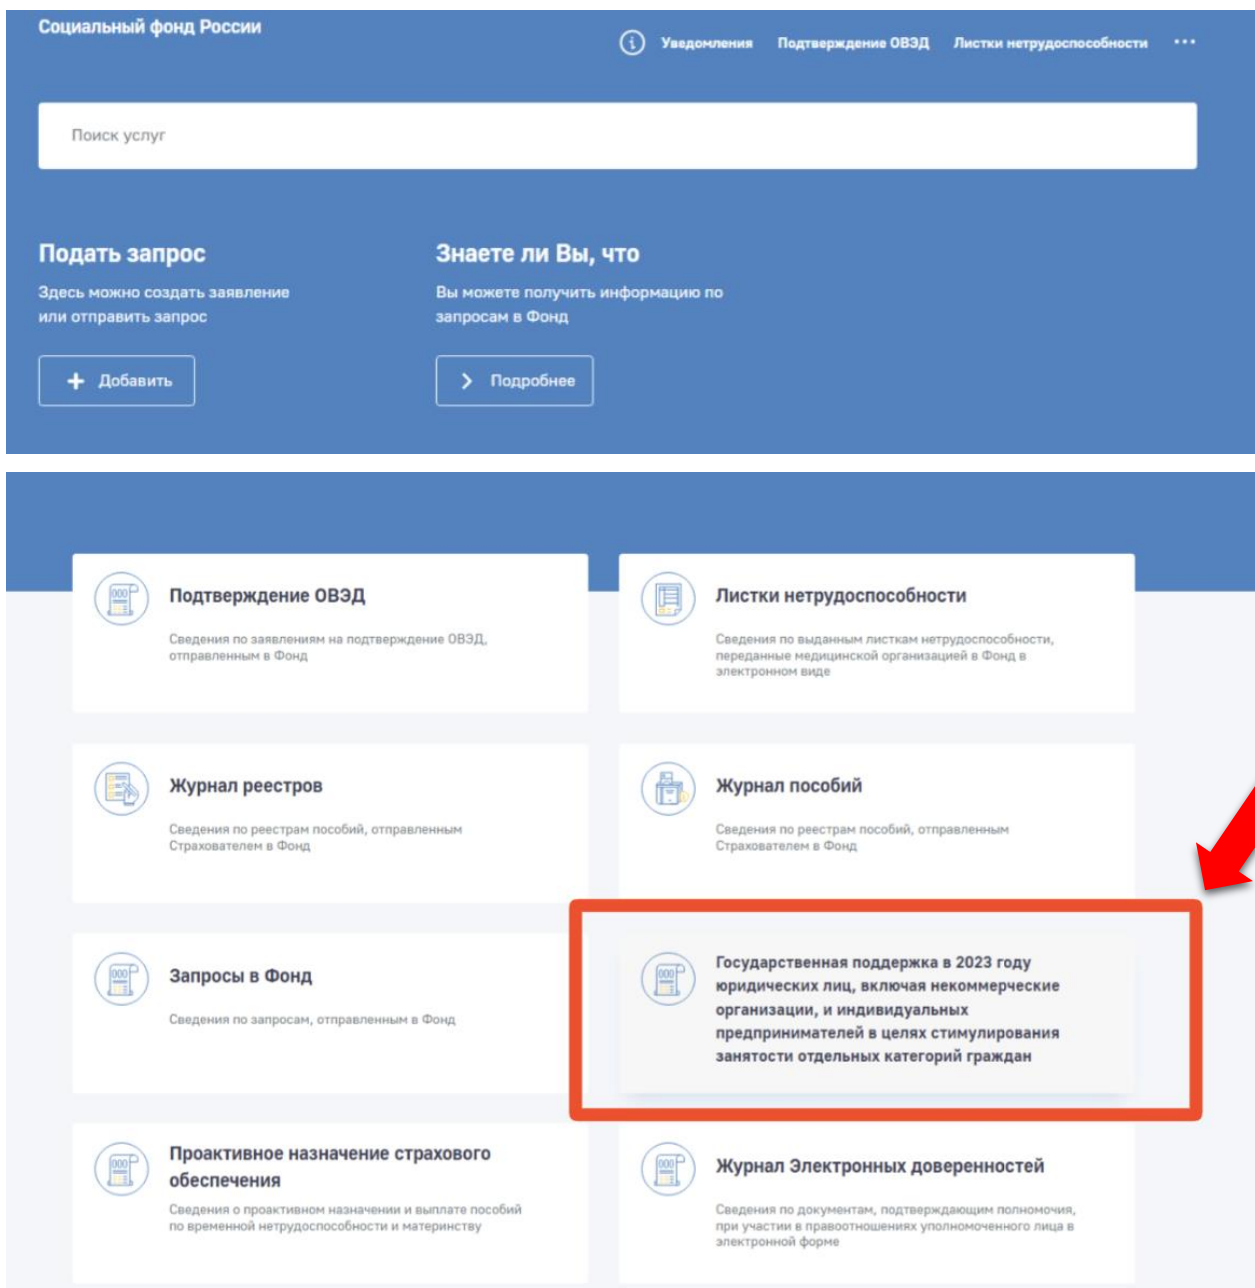 Социальный фонд России
Уведомления Подтверждение ОВЭД Листки нетрудоспособности ...
Поиск услуг
Подать запрос
Здесь можно создать заявление
или отправить запрос
+ Добавить
Знаете ли Вы, что
Вы можете получить информацию по
запросам в Фонд
> Подробнее
Подтверждение ОВЭД
Сведения по заявлениям на подтверждение ОВЭД,
отправленным в Фонд
Листки нетрудоспособности
Сведения по выданным листкам нетрудоспособности,
переданные медицинской организацией в Фонд в
электронном виде
Журнал реестров
Сведения по реестрам пособий, отправленным
Страхователем в Фонд
Журнал пособий
Сведения по реестрам пособий, отправленным
Страхователем в Фонд
Запросы в Фонд
Сведения по запросам, отправленным в Фонд
Государственная поддержка в 2023 году
юридических лиц, включая некоммерческие
организации, и индивидуальных
предпринимателей в целях стимулирования
занятости отдельных категорий граждан
Проактивное назначение страхового
обеспечения
Сведения о проактивном назначении и выплате пособий
по временной нетрудоспособности и материнству
Журнал Электронных доверенностей
Сведения по документам, подтверждающим полномочия,
при участии в правоотношениях уполномоченного лица в
электронной форме